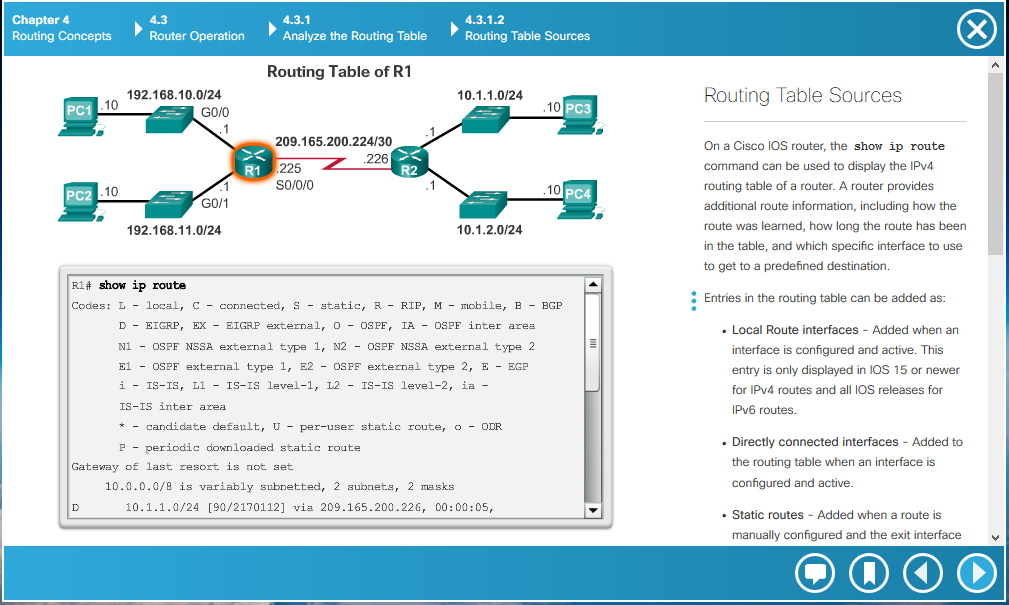 Chapter 4
Routing Concepts
4.3
Router Operation
4.3.1
Analyze the Routing Table
4.3.1.2
Routing Table Sources
Routing Table of R1
192.168.10.0/24
10.1.1.0/24
PC1
.10
G0/0
.1
.10
PC3
209.165.200.224/30
.1
R1
.225
.226
R2
S0/0/0
PC2
.10
.1
G0/1
.1
.10
PC4
192.168.11.0/24
10.1.2.0/24
R1# show ip route
Codes: L - local, C - connected, S - static, R - RIP, M - mobile, B - BGP
D - EIGRP, EX - EIGRP external, O - OSPF, IA - OSPF inter area
N1 - OSPF NSSA external type 1, N2 - OSPF NSSA external type 2
E1 - OSPF external type 1, E2 - OSPF external type 2, E - EGP
i - IS-IS, L1 - IS-IS level-1, L2 - IS-IS level-2, ia -
IS-IS inter area
* - candidate default, U - per-user static route, o - ODR
P - periodic downloaded static route
Gateway of last resort is not set
10.0.0.0/8 is variably subnetted, 2 subnets, 2 masks
D 10.1.1.0/24 [90/2170112] via 209.165.200.226, 00:00:05,
Routing Table Sources
On a Cisco IOS router, the show ip route
command can be used to display the IPv4
routing table of a router. A router provides
additional route information, including how the
route was learned, how long the route has been
in the table, and which specific interface to use
to get to a predefined destination.
Entries in the routing table can be added as:
• Local Route interfaces - Added when an
interface is configured and active. This
entry is only displayed in IOS 15 or newer
for IPv4 routes and all IOS releases for
IPv6 routes.
• Directly connected interfaces - Added to
the routing table when an interface is
configured and active.
• Static routes - Added when a route is
manually configured and the exit interface